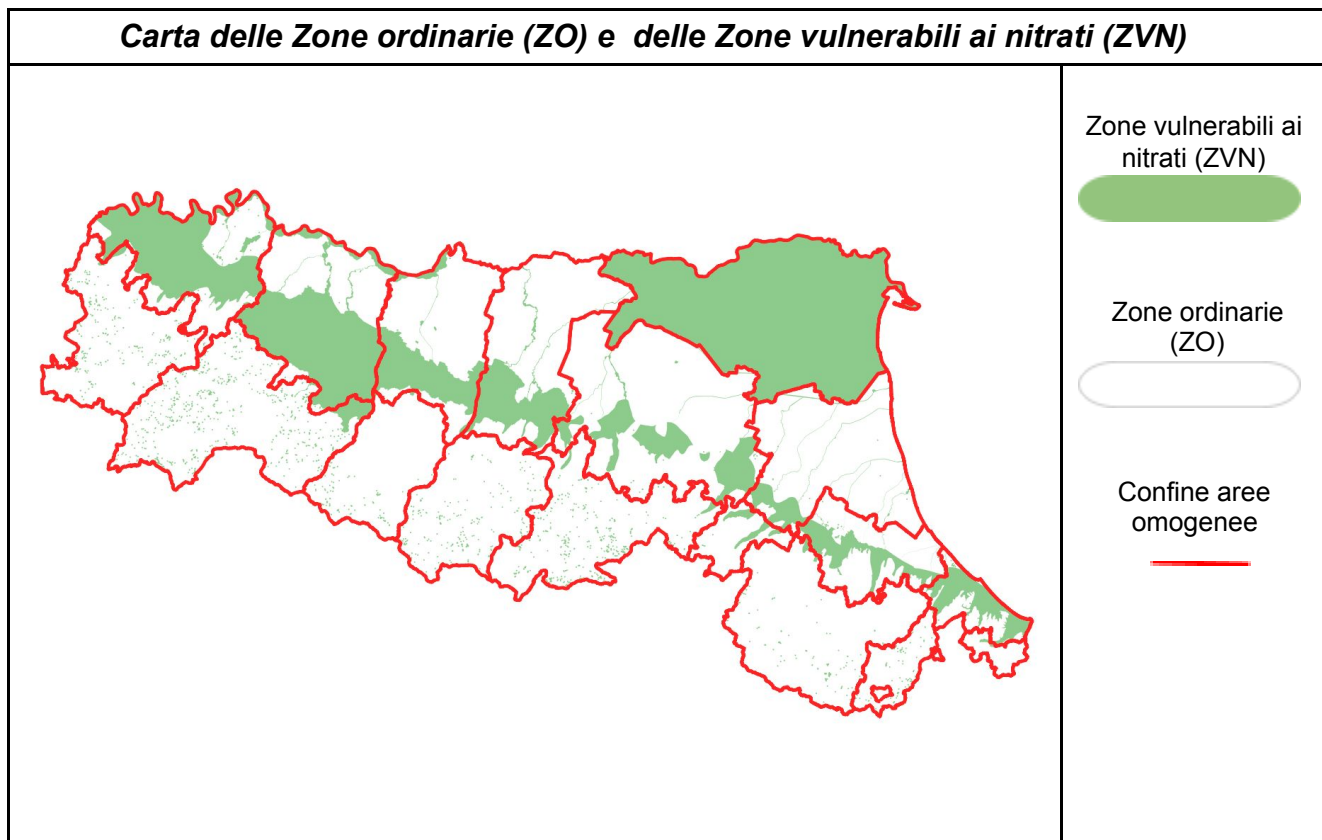 Carta delle Zone ordinarie (ZO) e  delle Zone vulnerabili ai nitrati (ZVN)
Zone vulnerabili ai
nitrati (ZVN)
Zone ordinarie
(ZO)
Confine aree
omogenee